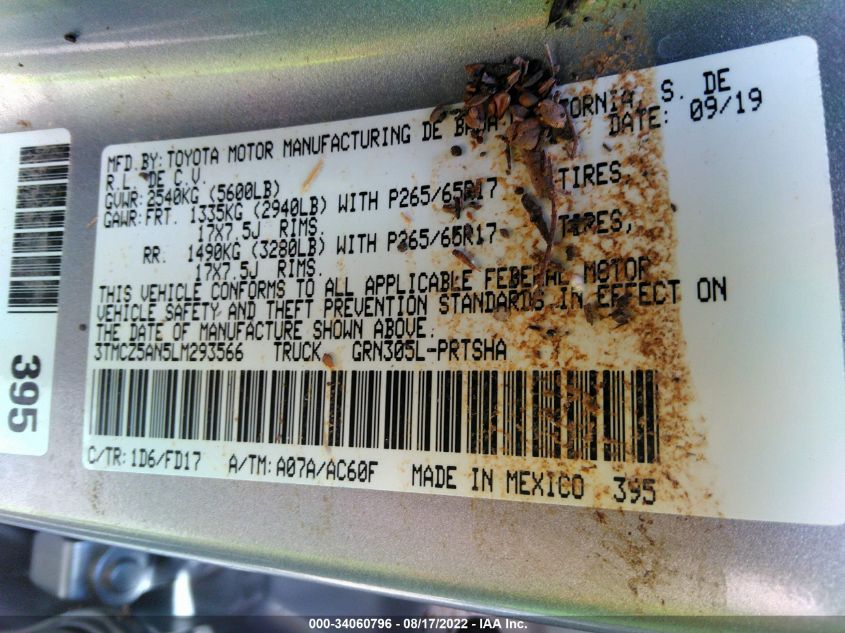 MFD.BY:TOYOTA MOTOR MANUFACTURING DE S. DE
R.L. DE C.V. DATE: 09/19
GVWR:2540KG (5600LB)
GAWR:FRT. 1335KG (2940LB) WITH P265/65R17 TIRES,
17X7.5J RIMS.
RR. 1490KG (3280LB) WITH P265/65R17 TIRES,
17X7.5J RIMS.
THIS VEHICLE CONFORMS TO ALL APPLICABLE FEDERAL MOTOR
VEHICLE SAFETY AND THEFT PREVENTION STANDARDS IN EFFECT ON
THE DATE OF MANUFACTURE SHOWN ABOVE.
3TMCZ5AN5LM293566 TRUCK GRN305L-PRTSHA
C/TR:1D6/FD17 A/TM:A07A/AC60F MADE IN MEXICO 395
395
000-34060796 - 08/17/2022 - IAA Inc.